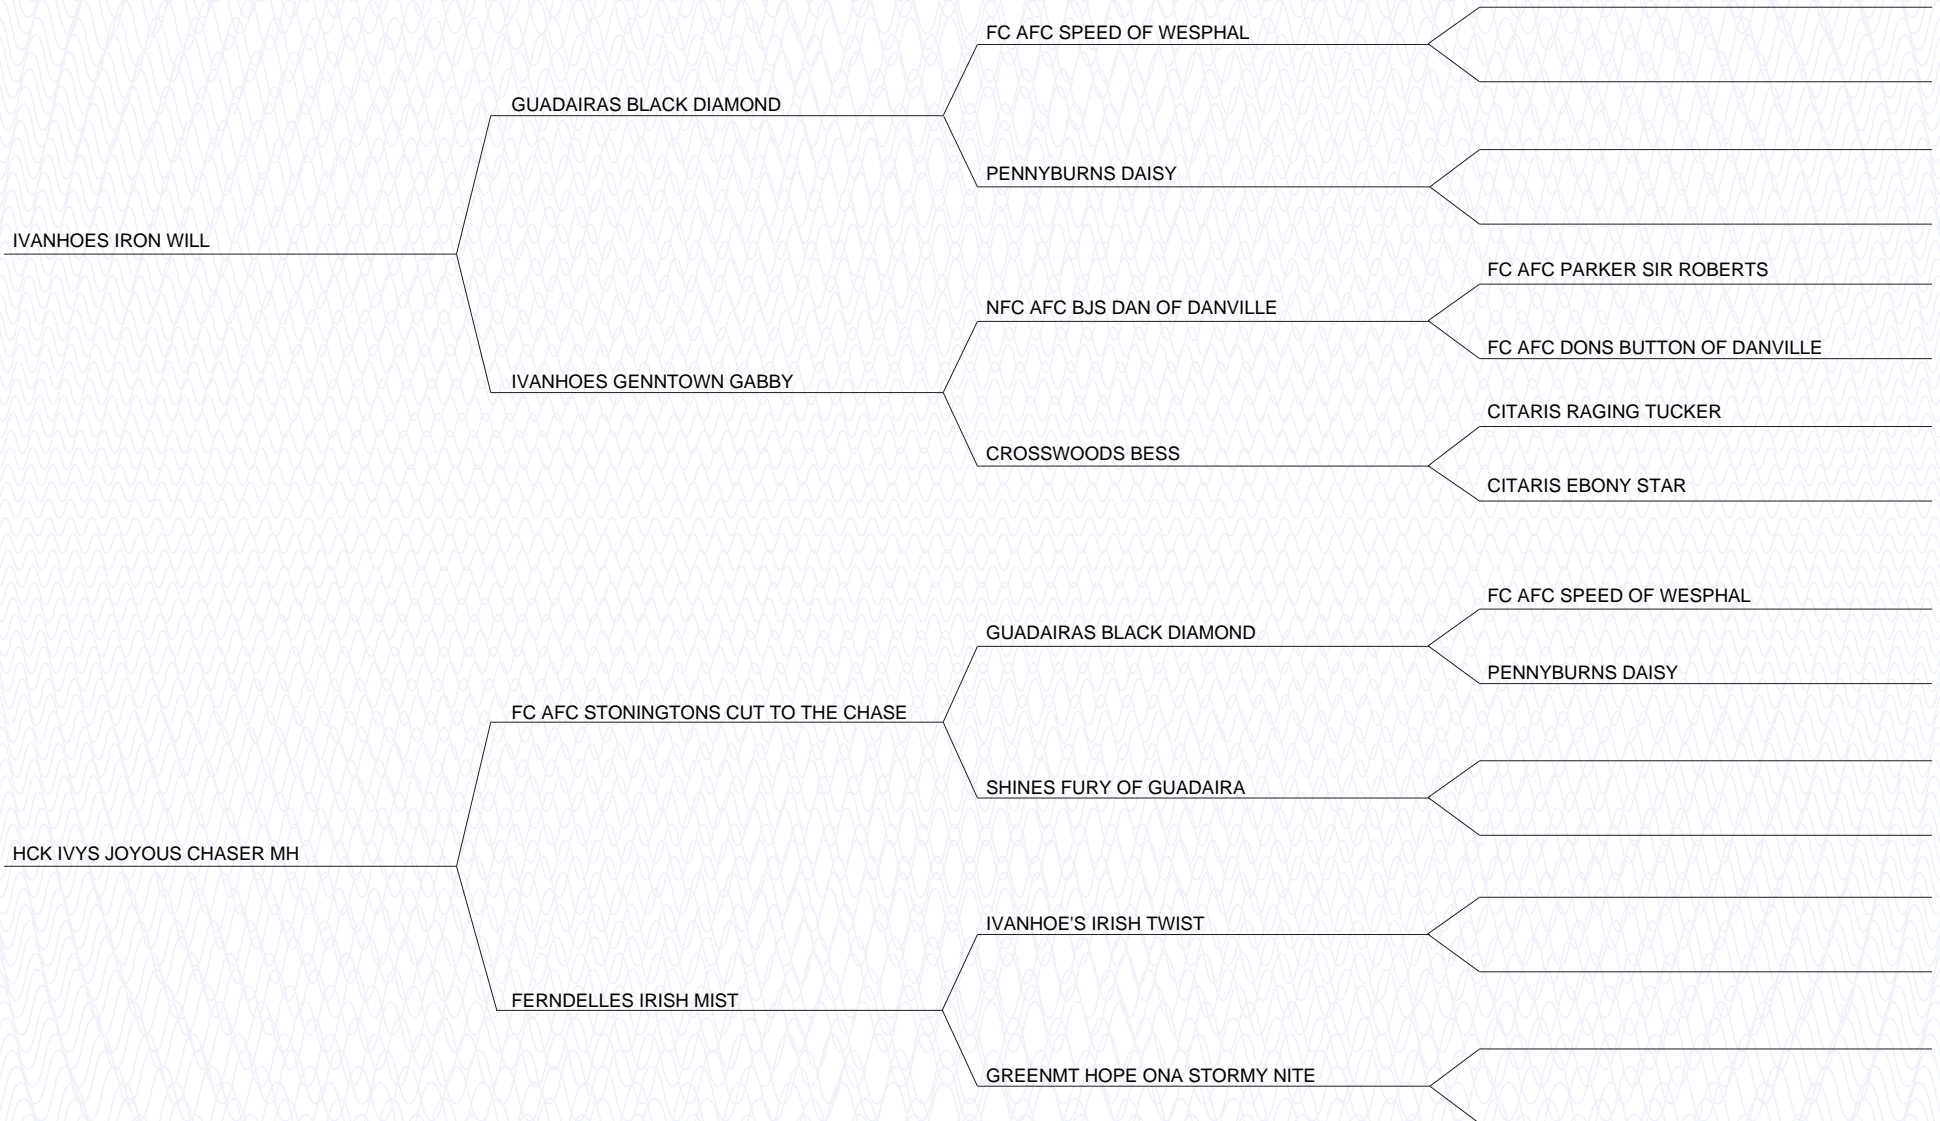 FC AFC SPEED OF WESPHAL
GUADAIRAS BLACK DIAMOND
PENNYBURNS DAISY
IVANHOES IRON WILL
FC AFC PARKER SIR ROBERTS
NFC AFC BJS DAN OF DANVILLE
FC AFC DONS BUTTON OF DANVILLE
IVANHOES GENNTOWN GABBY
CITARIS RAGING TUCKER
CROSSWOODS BESS
CITARIS EBONY STAR
FC AFC SPEED OF WESPHAL
GUADAIRAS BLACK DIAMOND
PENNYBURNS DAISY
FC AFC STONINGTONS CUT TO THE CHASE
SHINES FURY OF GUADAIRA
HCK IVYS JOYOUS CHASER MH
IVANHOE'S IRISH TWIST
FERNDELLES IRISH MIST
GREENMT HOPE ONA STORMY NITE